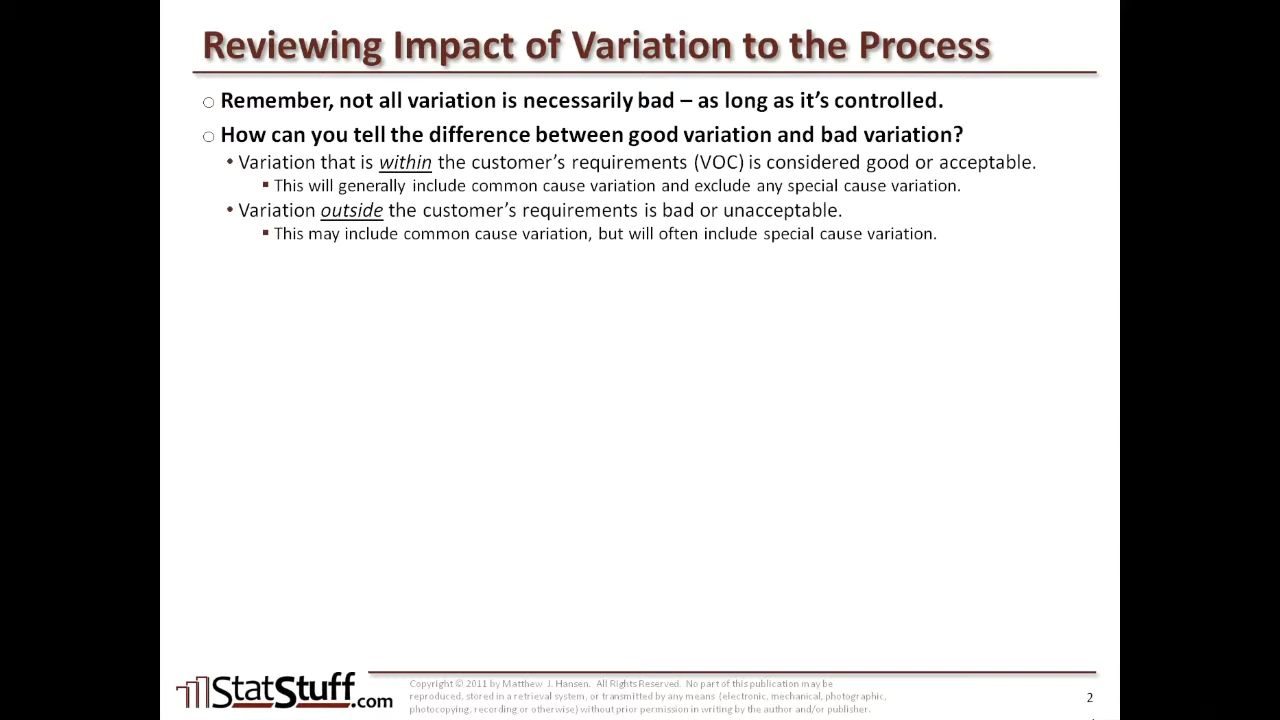 Reviewing Impact of Variation to the Process
○ Remember, not all variation is necessarily bad – as long as it's controlled.
○ How can you tell the difference between good variation and bad variation?
• Variation that is within the customer's requirements (VOC) is considered good or acceptable.
▪ This will generally include common cause variation and exclude any special cause variation.
• Variation outside the customer's requirements is bad or unacceptable.
▪ This may include common cause variation, but will often include special cause variation.
StatStuff.com
Copyright © 2011 by Matthew J. Hansen. All Rights Reserved. No part of this publication may be
reproduced, stored in a retrieval system, or transmitted by any means (electronic, mechanical, photographic,
photocopying, recording or otherwise) without prior permission in writing by the author and/or publisher.
2